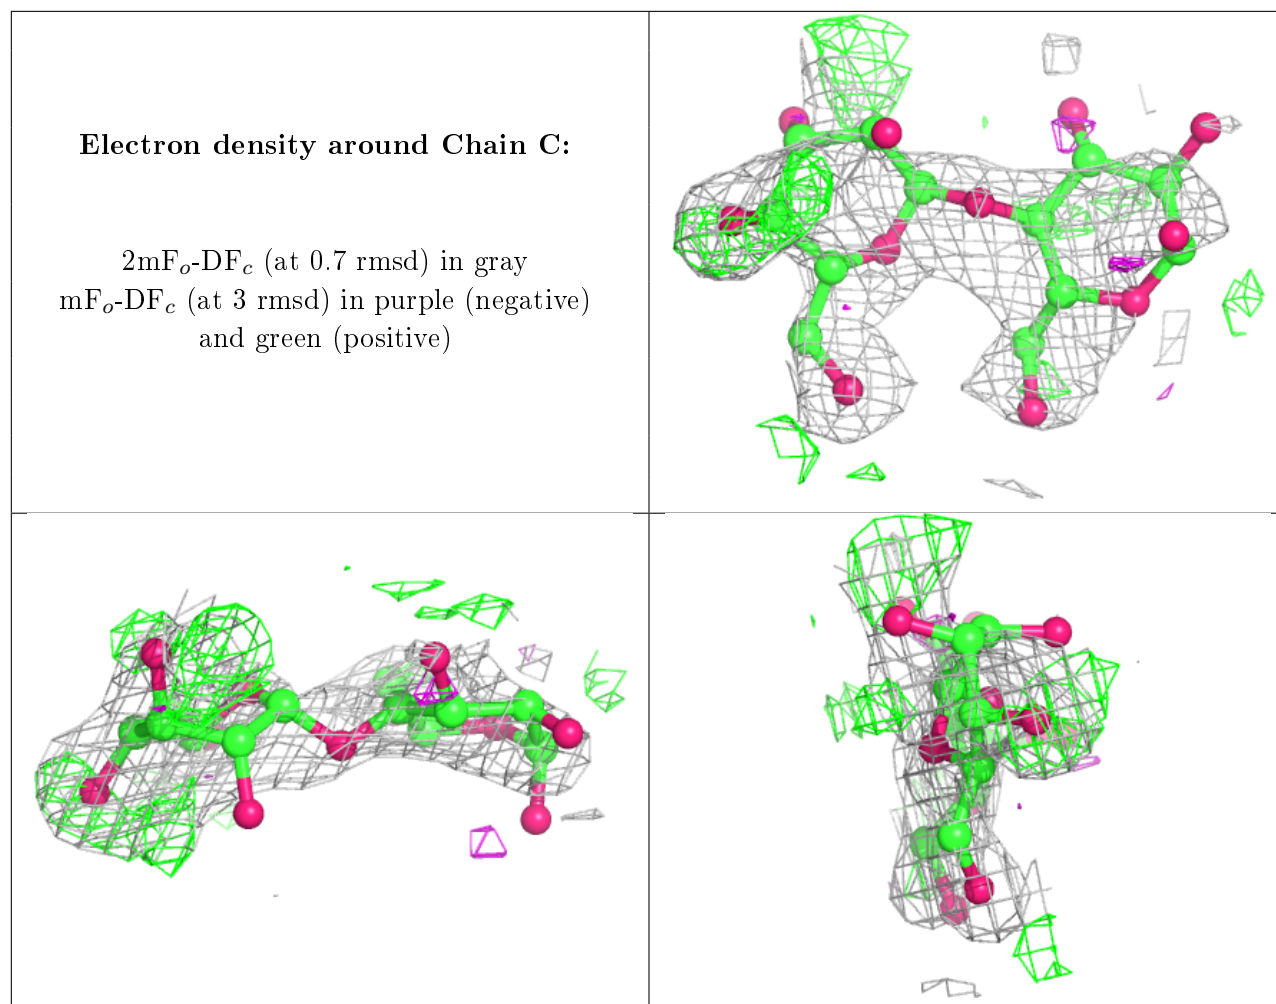 Electron density around Chain C:
2mFₒ-DF𝒸 (at 0.7 rmsd) in gray
mFₒ-DF𝒸 (at 3 rmsd) in purple (negative)
and green (positive)